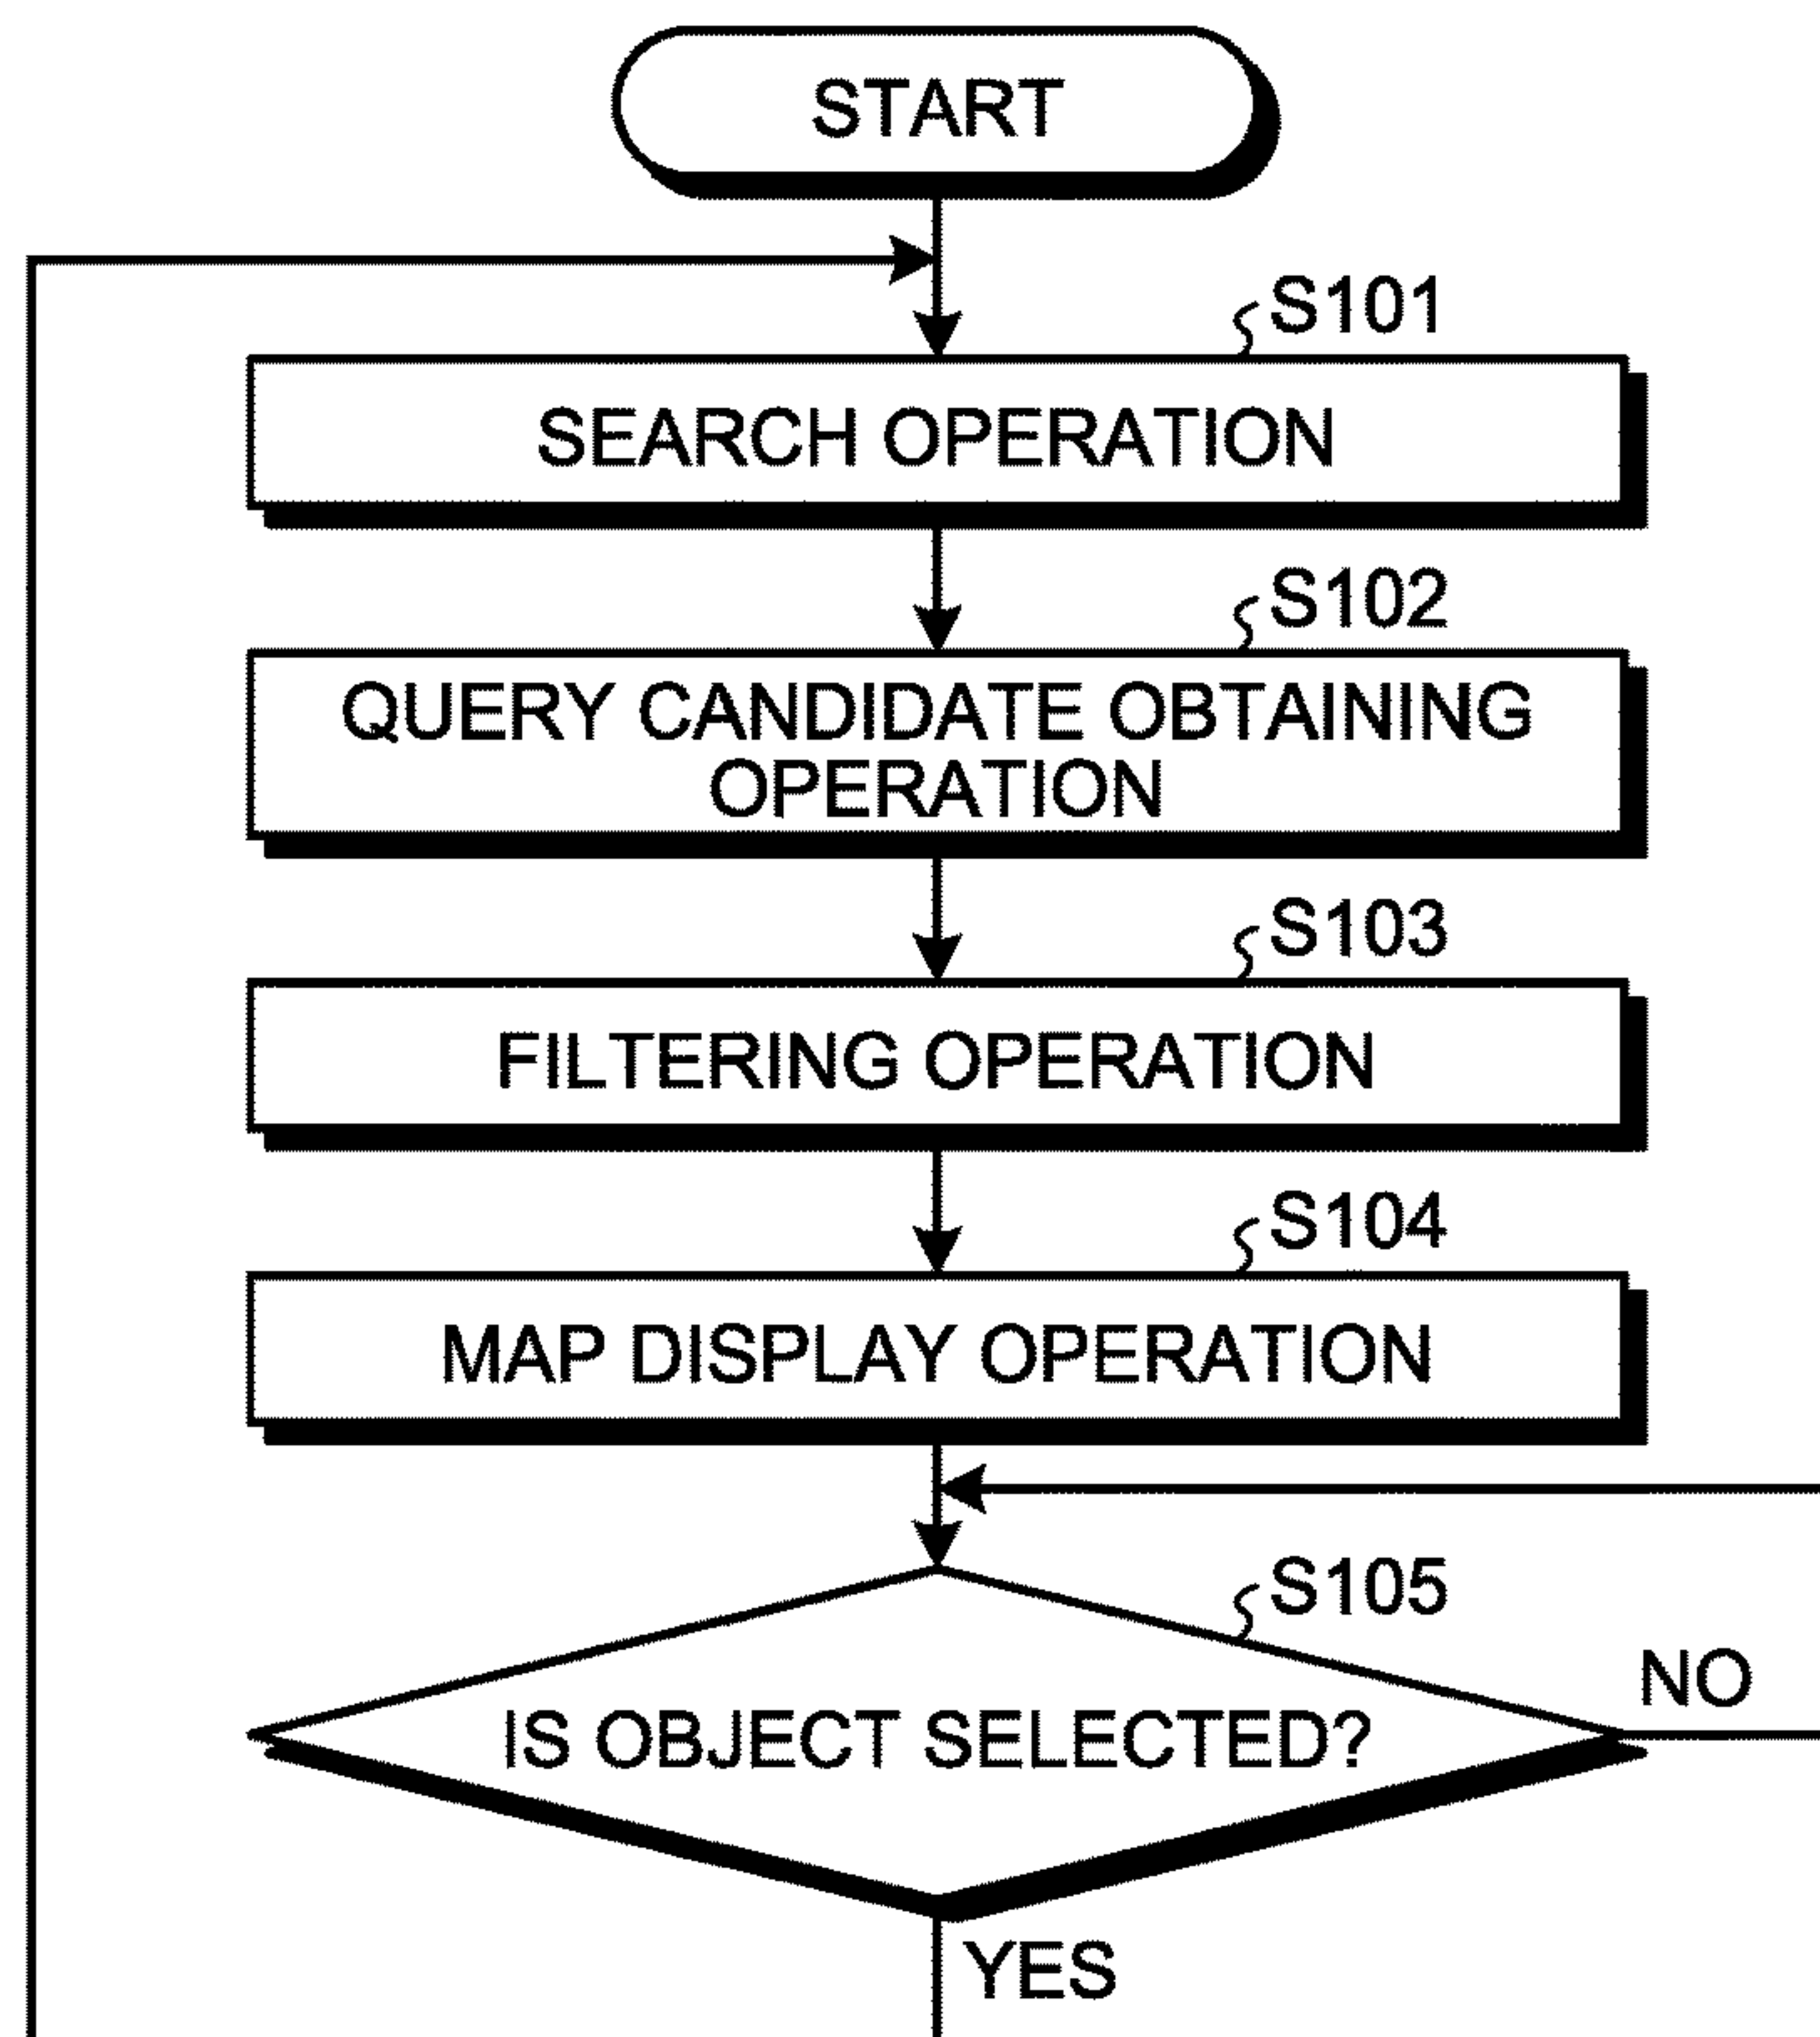 START
S101
SEARCH OPERATION
S102
QUERY CANDIDATE OBTAINING
OPERATION
S103
FILTERING OPERATION
S104
MAP DISPLAY OPERATION
S105
NO
IS OBJECT SELECTED?
YES